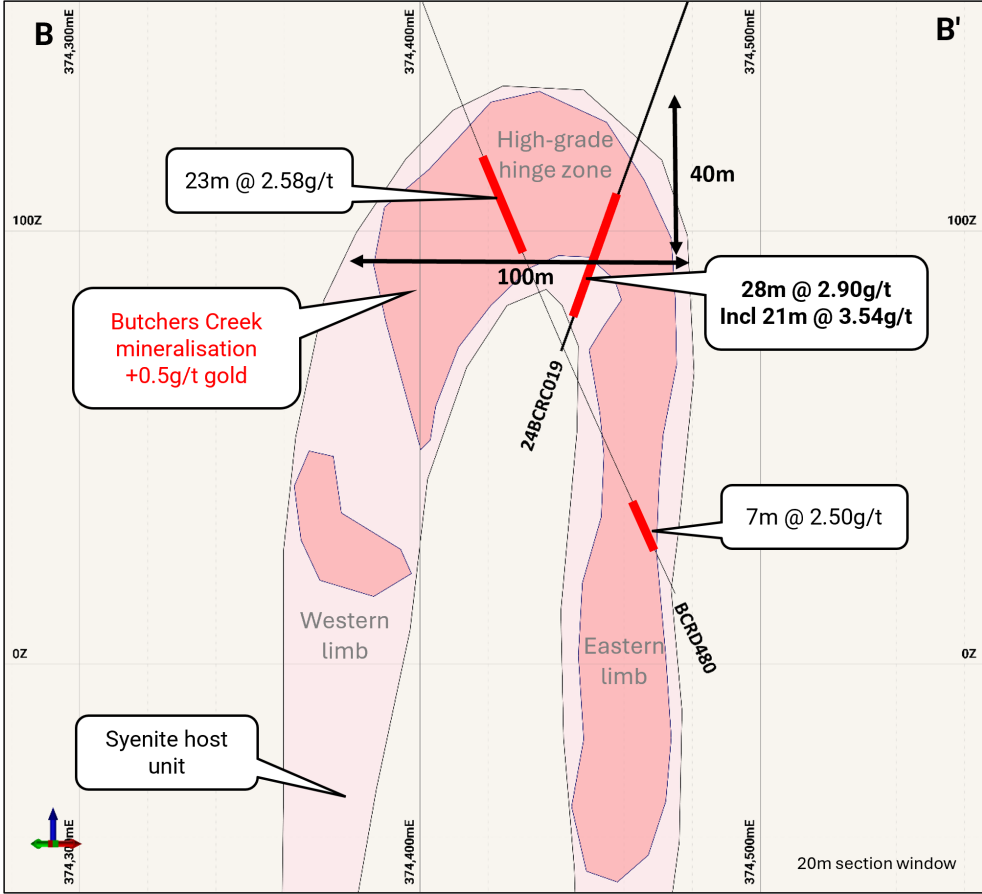 B
B'
374,300mE
374,400mE
374,500mE
High-grade
hinge zone
40m
23m @ 2.58g/t
100Z
100Z
100m
28m @ 2.90g/t
Incl 21m @ 3.54g/t
Butchers Creek
mineralisation
+0.5g/t gold
24BCRC019
7m @ 2.50g/t
BCRD480
Western
limb
Eastern
limb
0Z
0Z
Syenite host
unit
374,300mE
374,400mE
374,500mE
20m section window